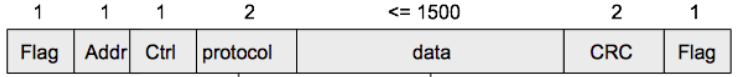 1 1 1 2 <= 1500 2 1
Flag Addr Ctrl protocol data CRC Flag